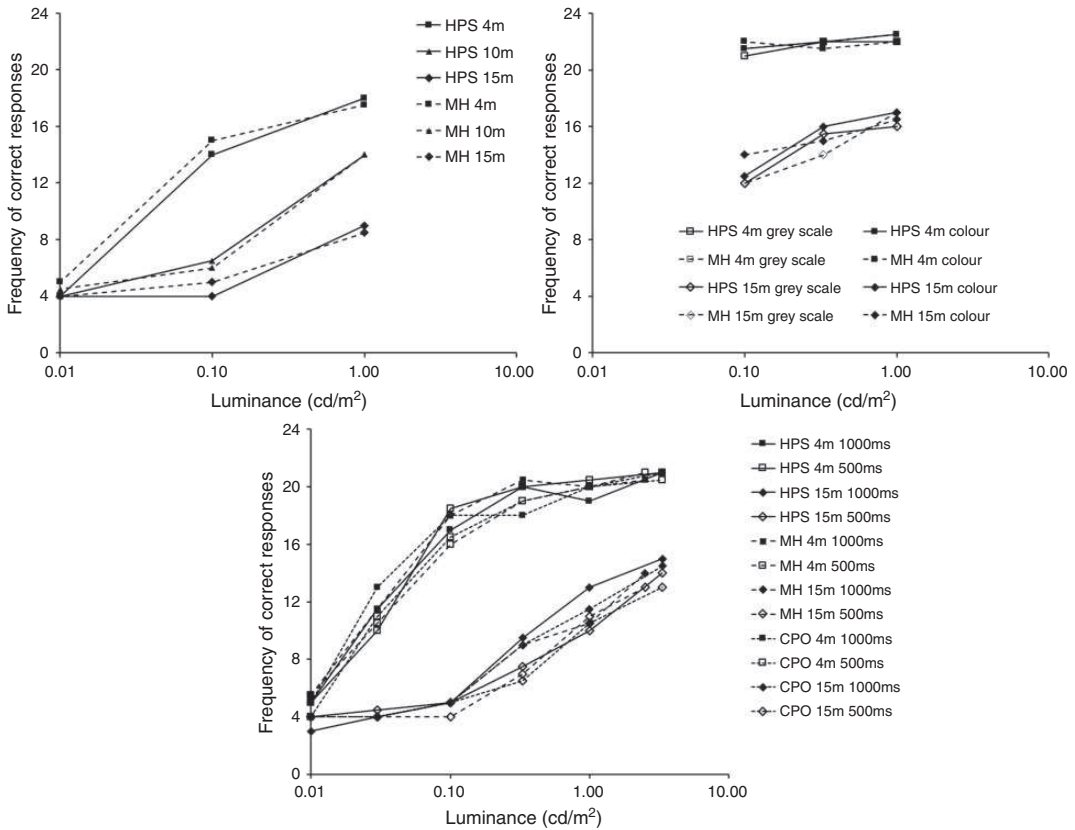 24
20
16
12
8
4
0
Frequency of correct responses
0.01
0.10
1.00
10.00
Luminance (cd/m²)
HPS 4m
HPS 10m
HPS 15m
MH 4m
MH 10m
MH 15m
24
20
16
12
8
4
0
Frequency of correct responses
0.10
1.00
10.00
Luminance (cd/m²)
HPS 4m grey scale
HPS 4m colour
MH 4m grey scale
MH 4m colour
HPS 15m grey scale
HPS 15m colour
MH 15m grey scale
MH 15m colour
24
20
16
12
8
4
0
Frequency of correct responses
0.01
0.10
1.00
10.00
Luminance (cd/m²)
HPS 4m 1000ms
HPS 4m 500ms
HPS 15m 1000ms
HPS 15m 500ms
MH 4m 1000ms
MH 4m 500ms
MH 15m 1000ms
MH 15m 500ms
CPO 4m 1000ms
CPO 4m 500ms
CPO 15m 1000ms
CPO 15m 500ms